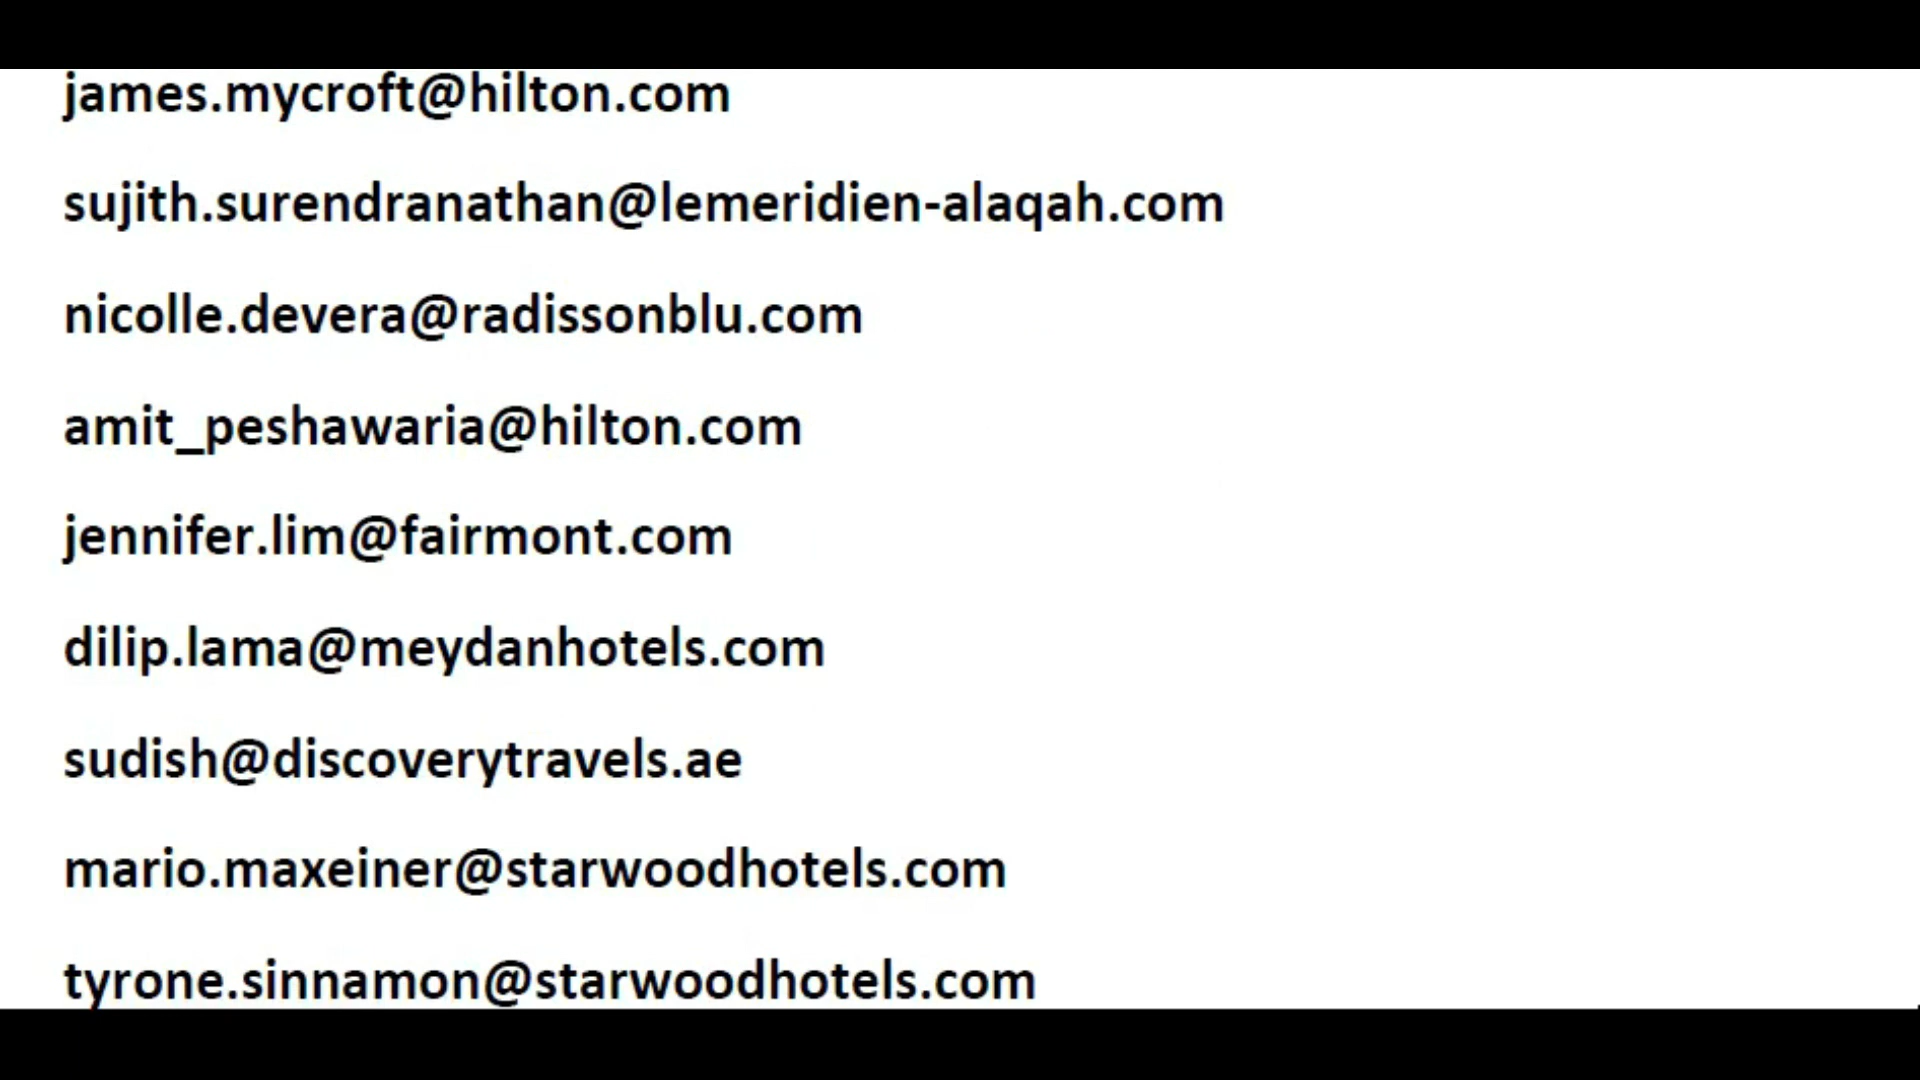 james.mycroft@hilton.com
sujith.surendranathan@lemeridien-alaqah.com
nicolle.devera@radissonblu.com
amit_peshawaria@hilton.com
jennifer.lim@fairmont.com
dilip.lama@meydanhotels.com
sudish@discoverytravels.ae
mario.maxeiner@starwoodhotels.com
tyrone.sinnamon@starwoodhotels.com